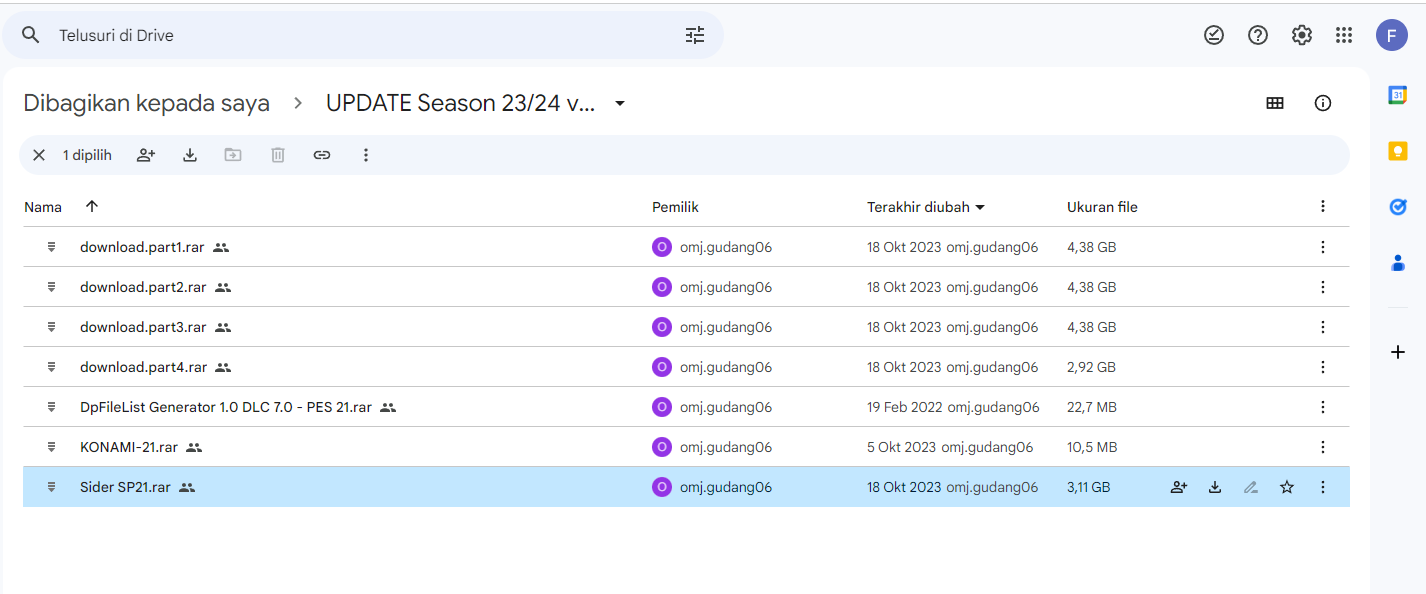 Telusuri di Drive
F
Dibagikan kepada saya > UPDATE Season 23/24 v...
31
1 dipilih
Nama Pemilik Terakhir diubah Ukuran file
download.part1.rar O omj.gudang06 18 Okt 2023 omj.gudang06 4,38 GB
download.part2.rar O omj.gudang06 18 Okt 2023 omj.gudang06 4,38 GB
download.part3.rar O omj.gudang06 18 Okt 2023 omj.gudang06 4,38 GB
download.part4.rar O omj.gudang06 18 Okt 2023 omj.gudang06 2,92 GB
DpFileList Generator 1.0 DLC 7.0 - PES 21.rar O omj.gudang06 19 Feb 2022 omj.gudang06 22,7 MB
KONAMI-21.rar O omj.gudang06 5 Okt 2023 omj.gudang06 10,5 MB
Sider SP21.rar O omj.gudang06 18 Okt 2023 omj.gudang06 3,11 GB